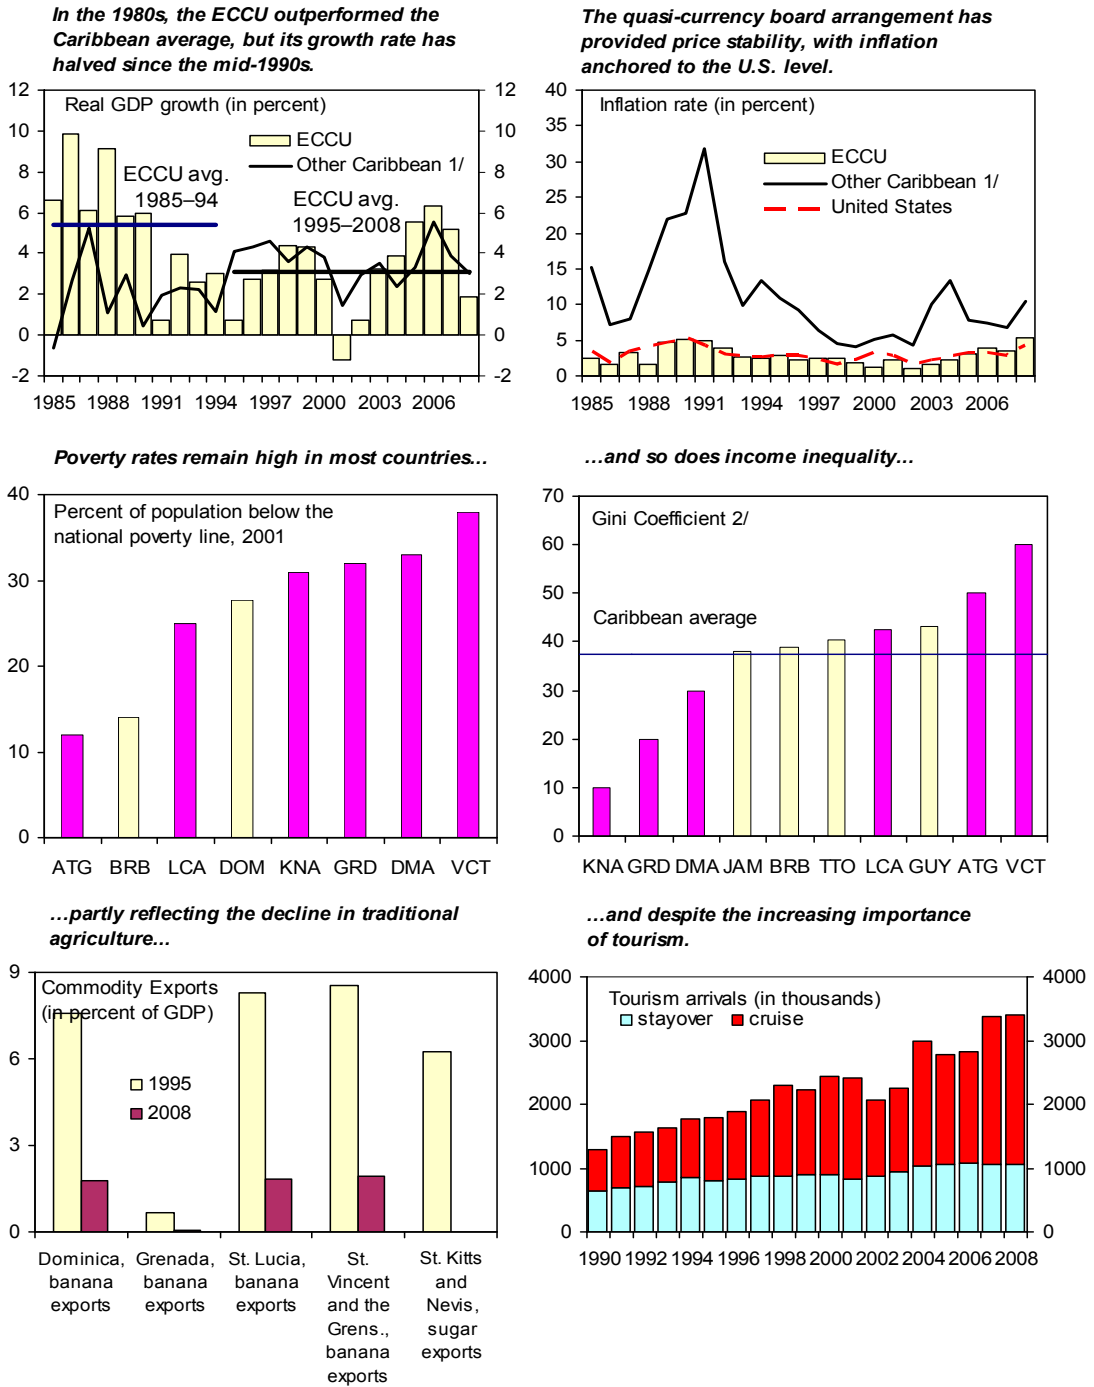 In the 1980s, the ECCU outperformed the
Caribbean average, but its growth rate has
halved since the mid-1990s.
12
10
8
6
4
2
0
-2
Real GDP growth (in percent)
ECCU
Other Caribbean 1/
ECCU avg.
1985–94
ECCU avg.
1995–2008
12
10
8
6
4
2
0
-2
1985 1988 1991 1994 1997 2000 2003 2006
The quasi-currency board arrangement has
provided price stability, with inflation
anchored to the U.S. level.
40
35
30
25
20
15
10
5
0
Inflation rate (in percent)
ECCU
Other Caribbean 1/
United States
1985 1988 1991 1994 1997 2000 2003 2006
Poverty rates remain high in most countries...
40
30
20
10
0
Percent of population below the
national poverty line, 2001
ATG BRB LCA DOM KNA GRD DMA VCT
...and so does income inequality...
70
60
50
40
30
20
10
0
Gini Coefficient 2/
Caribbean average
KNA GRD DMA JAM BRB TTO LCA GUY ATG VCT
...partly reflecting the decline in traditional
agriculture...
9
6
3
0
Commodity Exports
(in percent of GDP)
1995
2008
Dominica,
banana
exports
Grenada,
banana
exports
St. Lucia,
banana
exports
St.
Vincent
and the
Grens.,
banana
exports
St. Kitts
and
Nevis,
sugar
exports
...and despite the increasing importance
of tourism.
4000
3000
2000
1000
0
Tourism arrivals (in thousands)
stayover cruise
4000
3000
2000
1000
0
1990 1992 1994 1996 1998 2000 2002 2004 2006 2008